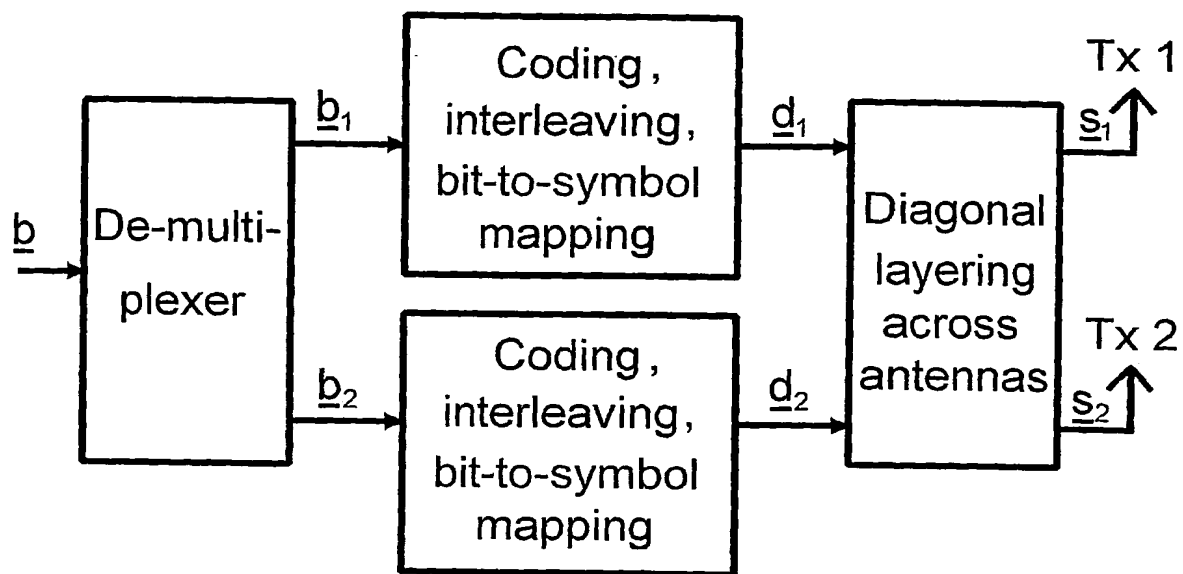 b
De-multi-
plexer
b₁
b₂
Coding,
interleaving,
bit-to-symbol
mapping
Coding,
interleaving,
bit-to-symbol
mapping
d₁
d₂
Diagonal
layering
across
antennas
s₁
Tx 1
s₂
Tx 2